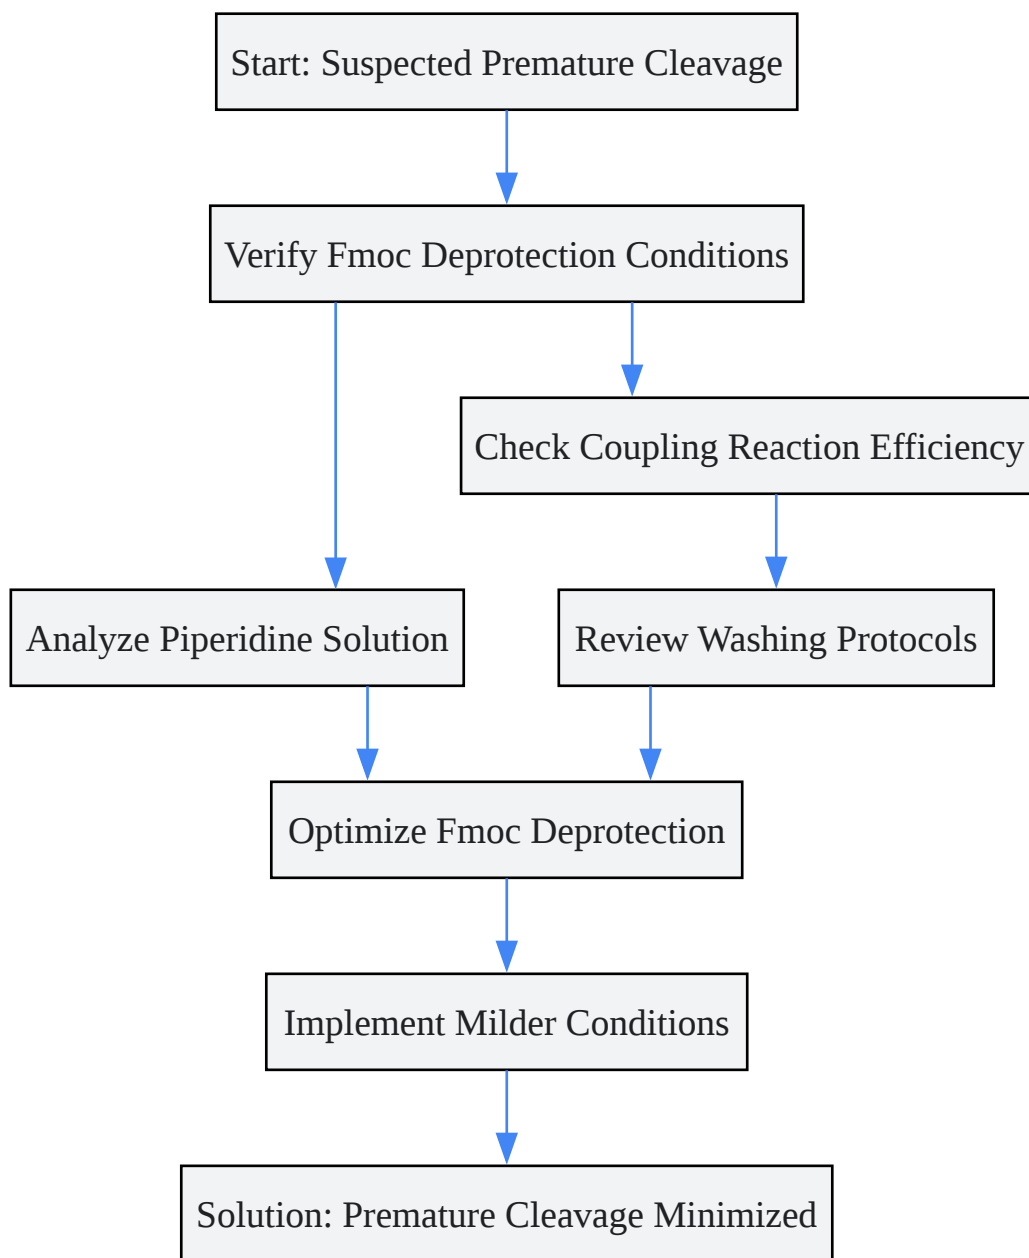 Start: Suspected Premature Cleavage
Verify Fmoc Deprotection Conditions
Check Coupling Reaction Efficiency
Analyze Piperidine Solution
Review Washing Protocols
Optimize Fmoc Deprotection
Implement Milder Conditions
Solution: Premature Cleavage Minimized